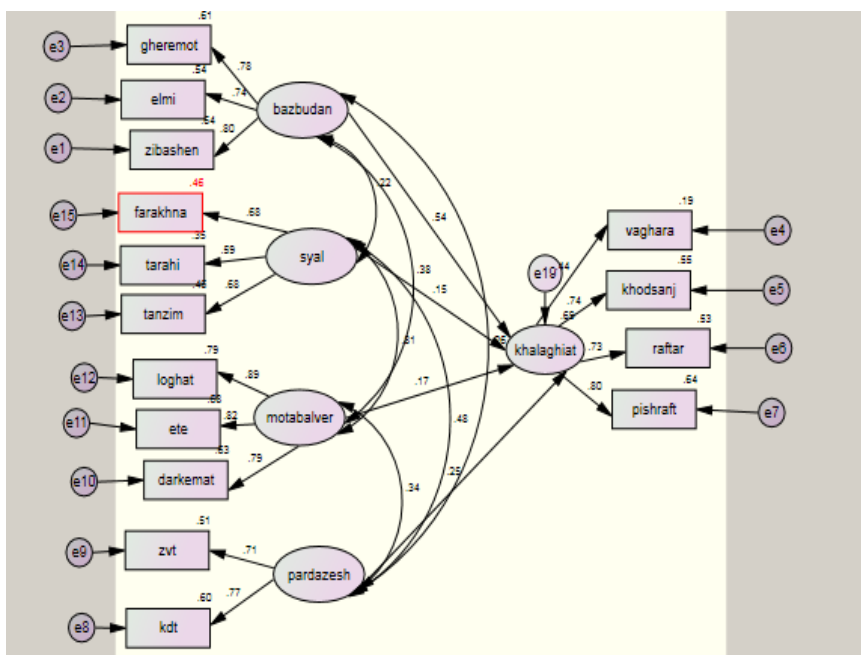 .61
e3 gheremot
.78
.54
e2 elmi
.74
bazbudan
.54
.80
e1 zibashen
.22
.46
e15 farakhna
.68
.54
.19
vaghara e4
.35
e14 tarahi
.59
syal
.38
.15
e19
.44
.55
khodsanj e5
.46
.68
e13 tanzim
.74
.69
.53
.79
khalaghiat
.73
raftar e6
e12 loghat
.89
.17
.80
.64
pishraft e7
.68
e11 ete
.82
motabalver
.48
.63
.79
e10 darkemat
.25
.34
.51
e9 zvt
.71
pardazesh
.60
.77
e8 kdt